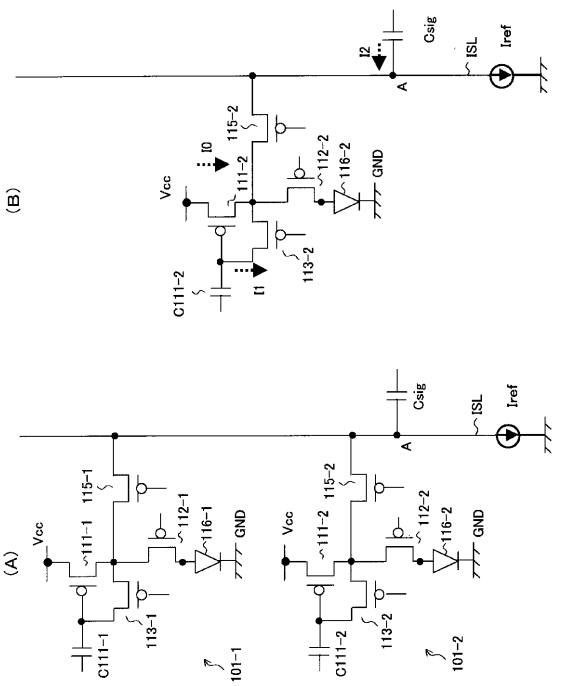 (A)
Vcc
111-1
115-1
112-1
116-1
GND
C111-1
113-1
101-1
Vcc
111-2
115-2
112-2
116-2
GND
C111-2
113-2
101-2
A
Csig
ISL
Iref
(B)
Vcc
I0
111-2
115-2
112-2
116-2
GND
C111-2
I1
113-2
I2
Csig
A
ISL
Iref